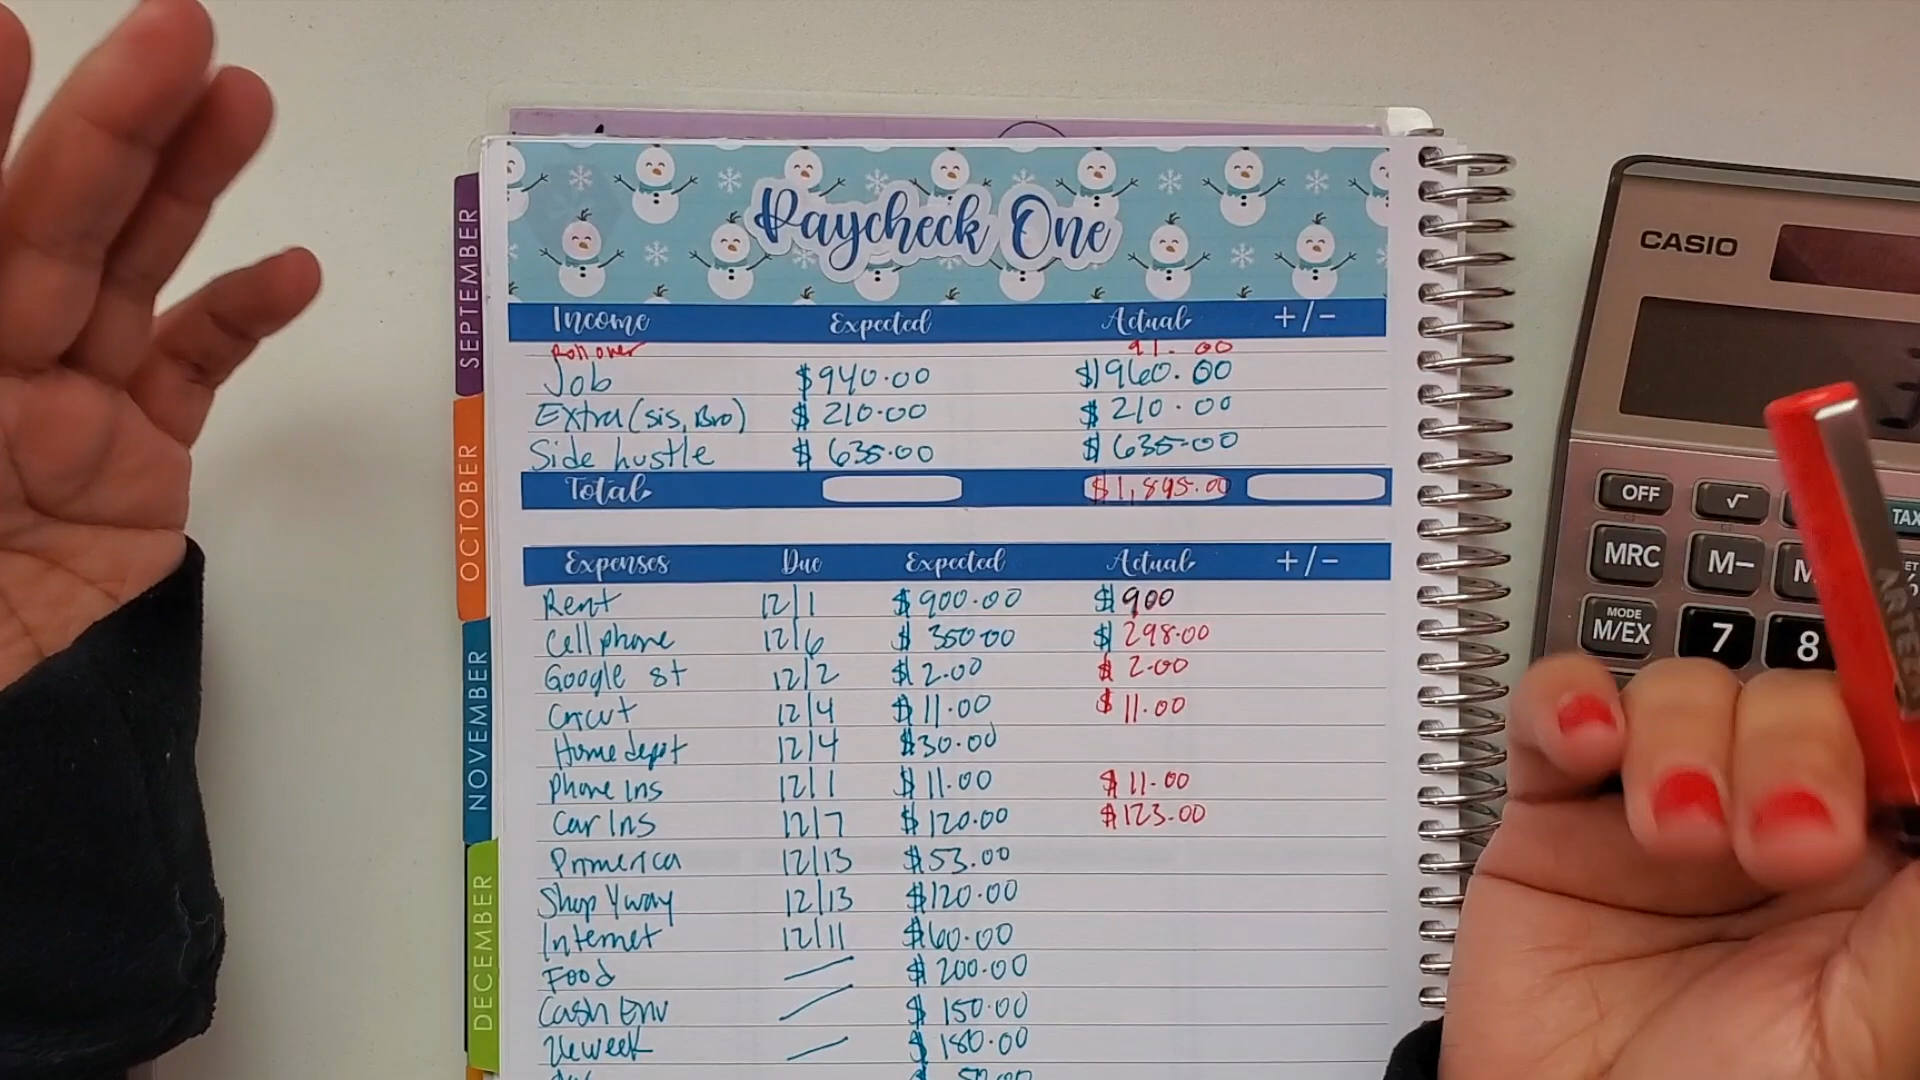 Paycheck One
Income Expected Actual +/-
Rollover 91.00
Job $940.00 $960.00
Extra (sis, Bro) $210.00 $210.00
Side hustle $635.00 $635.00
Total $1,895.00
Expenses Due Expected Actual +/-
Rent 12/1 $900.00 $900
Cell phone 12/6 $350.00 $298.00
Google st 12/2 $2.00 $2.00
Cricut 12/4 $11.00 $11.00
Home depot 12/4 $30.00
Phone Ins 12/1 $11.00 $11.00
Car Ins 12/7 $120.00 $123.00
Primerica 12/13 $53.00
Shop Y way 12/13 $120.00
Internet 12/11 $60.00
Food $200.00
Cash Env $150.00
26 week $180.00
SEPTEMBER
OCTOBER
NOVEMBER
DECEMBER
CASIO
OFF √ TAX
MRC M-
MODE
M/EX 7 8
ARTEZA